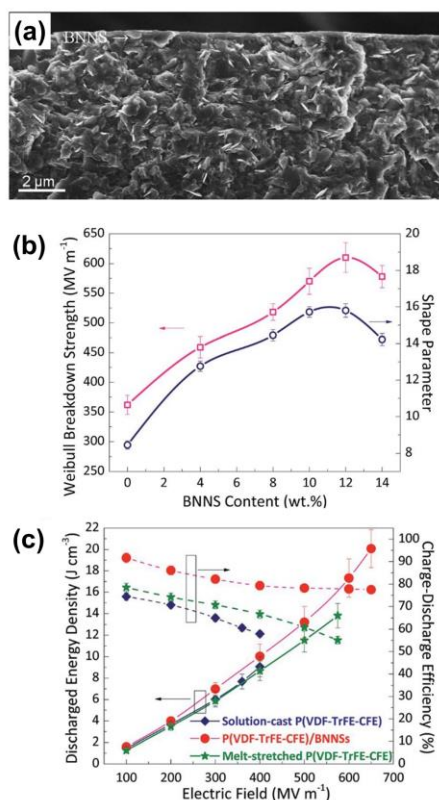 (a)
BNNS
2 µm
(b)
Weibull Breakdown Strength (MV m⁻¹)
650
600
550
500
450
400
350
300
250
20
18
16
14
12
10
8
Shape Parameter
0 2 4 6 8 10 12 14
BNNS Content (wt.%)
(c)
Discharged Energy Density (J cm⁻³)
22
20
18
16
14
12
10
8
6
4
2
0
110
100
90
80
70
60
50
40
30
20
10
0
Charge-Discharge Efficiency (%)
Solution-cast P(VDF-TrFE-CFE)
P(VDF-TrFE-CFE)/BNNSs
Melt-stretched P(VDF-TrFE-CFE)
100 200 300 400 500 600 700
Electric Field (MV m⁻¹)